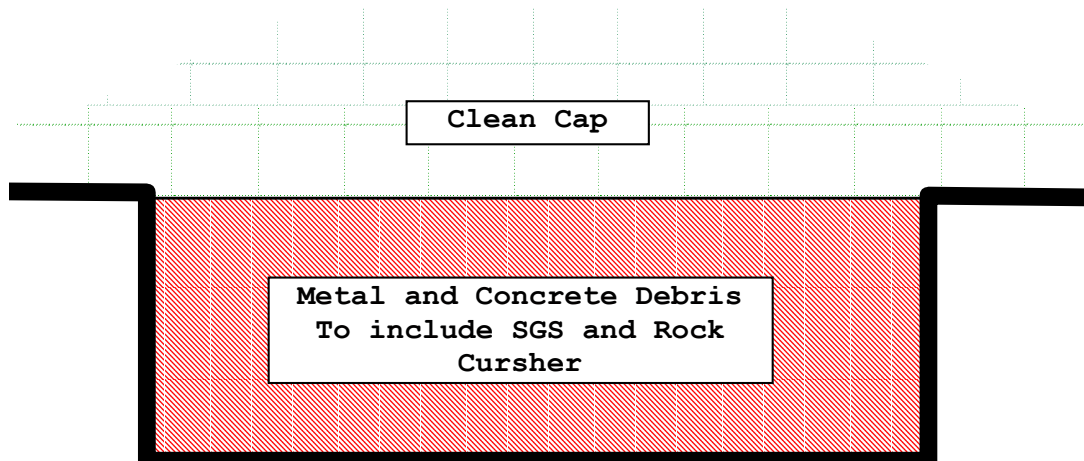 Clean Cap
Metal and Concrete Debris
To include SGS and Rock
Cursher